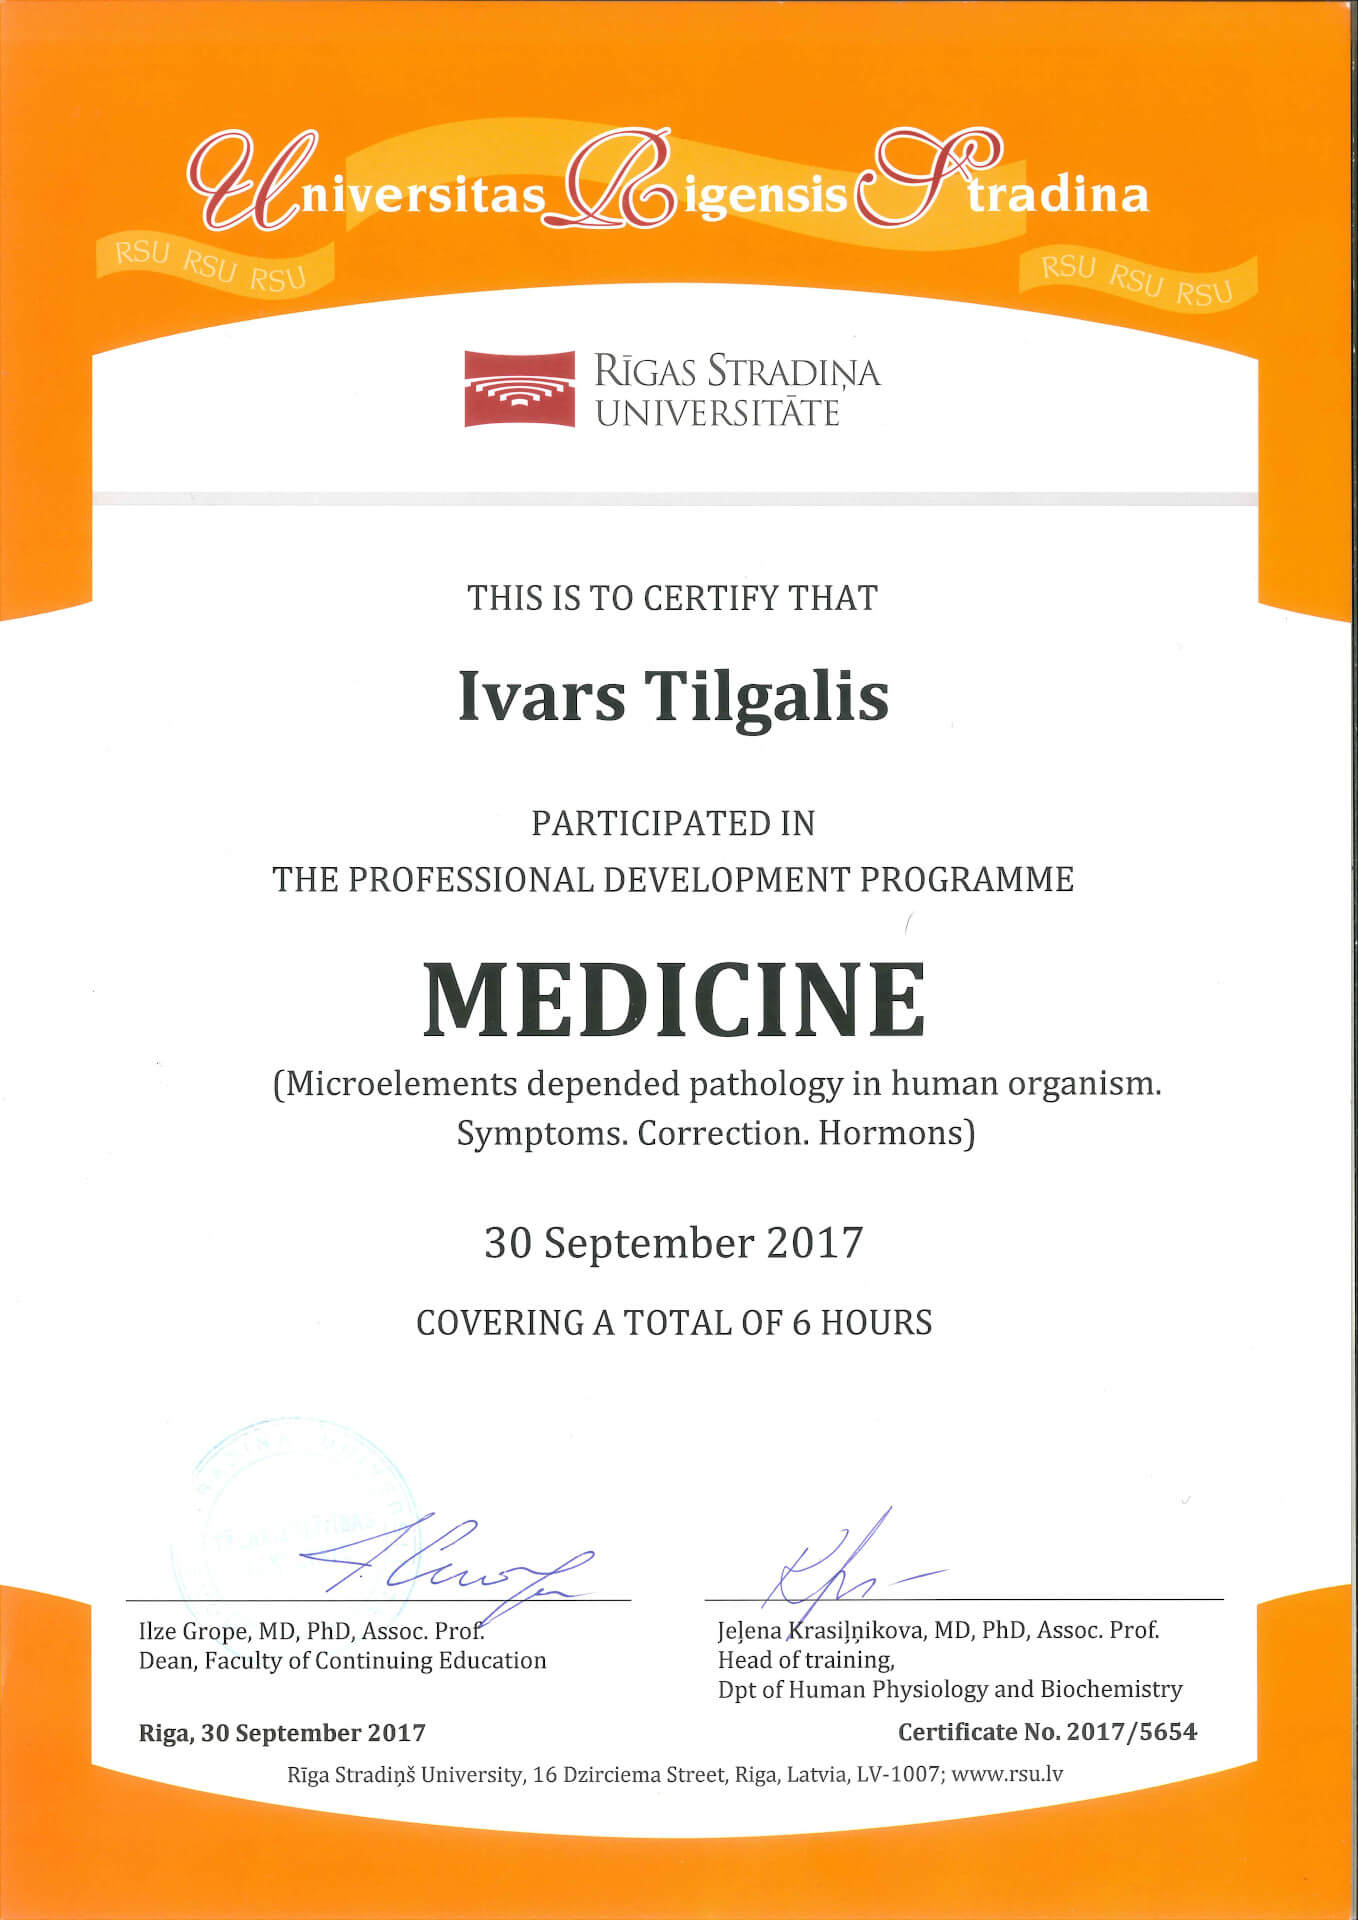 Universitas Rigensis Stradina
RSU RSU RSU
RSU RSU RSU
RĪGAS STRADIŅA
UNIVERSITĀTE
THIS IS TO CERTIFY THAT
Ivars Tilgalis
PARTICIPATED IN
THE PROFESSIONAL DEVELOPMENT PROGRAMME
MEDICINE
(Microelements depended pathology in human organism.
Symptoms. Correction. Hormons)
30 September 2017
COVERING A TOTAL OF 6 HOURS
Ilze Grope, MD, PhD, Assoc. Prof.
Dean, Faculty of Continuing Education
Jeļena Krasiļņikova, MD, PhD, Assoc. Prof.
Head of training,
Dpt of Human Physiology and Biochemistry
Riga, 30 September 2017
Certificate No. 2017/5654
Rīga Stradiņš University, 16 Dzirciema Street, Riga, Latvia, LV-1007; www.rsu.lv